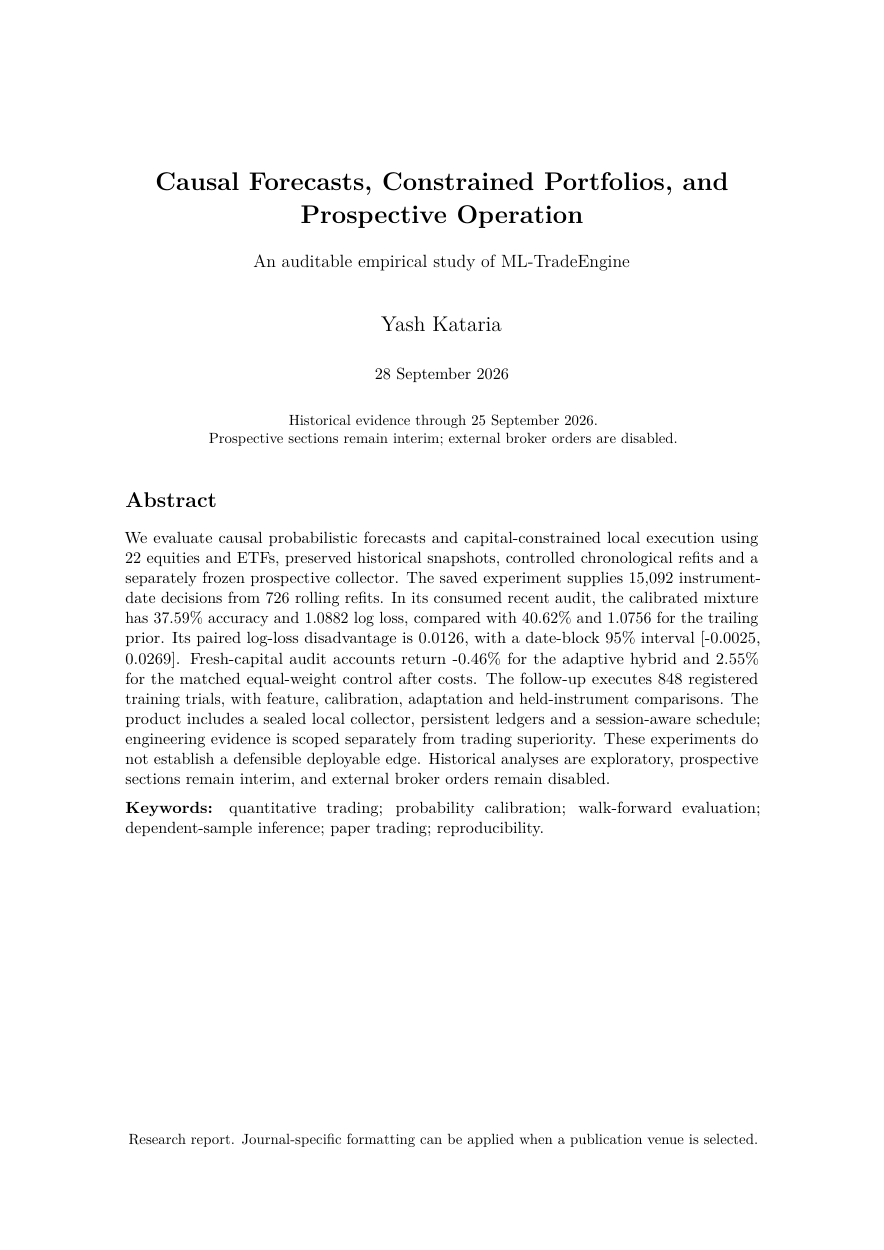 Causal Forecasts, Constrained Portfolios, and
Prospective Operation
An auditable empirical study of ML-TradeEngine
Yash Kataria
28 September 2026
Historical evidence through 25 September 2026.
Prospective sections remain interim; external broker orders are disabled.
Abstract
We evaluate causal probabilistic forecasts and capital-constrained local execution using
22 equities and ETFs, preserved historical snapshots, controlled chronological refits and a
separately frozen prospective collector. The saved experiment supplies 15,092 instrument-
date decisions from 726 rolling refits. In its consumed recent audit, the calibrated mixture
has 37.59% accuracy and 1.0882 log loss, compared with 40.62% and 1.0756 for the trailing
prior. Its paired log-loss disadvantage is 0.0126, with a date-block 95% interval [-0.0025,
0.0269]. Fresh-capital audit accounts return -0.46% for the adaptive hybrid and 2.55%
for the matched equal-weight control after costs. The follow-up executes 848 registered
training trials, with feature, calibration, adaptation and held-instrument comparisons. The
product includes a sealed local collector, persistent ledgers and a session-aware schedule;
engineering evidence is scoped separately from trading superiority. These experiments do
not establish a defensible deployable edge. Historical analyses are exploratory, prospective
sections remain interim, and external broker orders remain disabled.
Keywords: quantitative trading; probability calibration; walk-forward evaluation;
dependent-sample inference; paper trading; reproducibility.
Research report. Journal-specific formatting can be applied when a publication venue is selected.